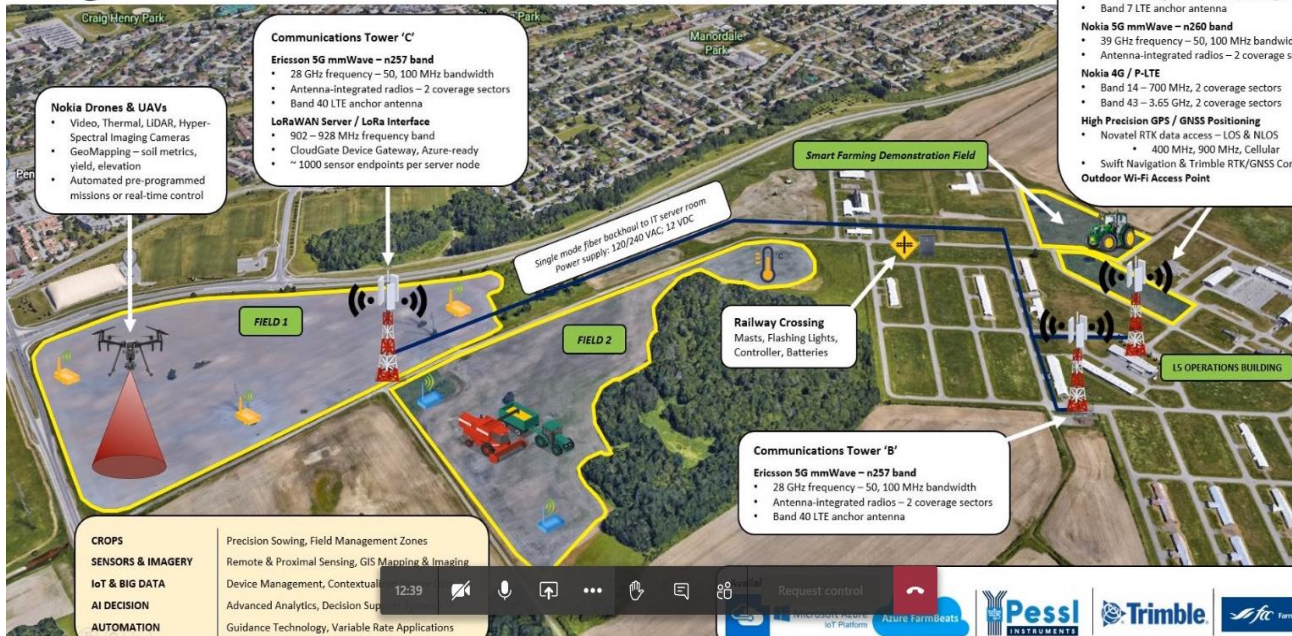 Craig Henry Park
Park
Manordale
Park
Communications Tower 'C'
Ericsson 5G mmWave – n257 band
• 28 GHz frequency – 50, 100 MHz bandwidth
• Antenna-integrated radios – 2 coverage sectors
• Band 40 LTE anchor antenna
LoRaWAN Server / LoRa Interface
• 902 – 928 MHz frequency band
• CloudGate Device Gateway, Azure-ready
• ~ 1000 sensor endpoints per server node
• Band 7 LTE anchor antenna
Nokia 5G mmWave – n260 band
• 39 GHz frequency – 50, 100 MHz
• Antenna-integrated radios – 2 coverage
Nokia 4G / P-LTE
• Band 14 – 700 MHz, 2 coverage sectors
• Band 43 – 3.65 GHz, 2 coverage sectors
High Precision GPS / GNSS Positioning
• Novatel RTK data access – LOS & NLOS
• 400 MHz, 900 MHz, Cellular
• Swift Navigation & Trimble RTK/GNSS
Outdoor Wi-Fi Access Point
Nokia Drones & UAVs
• Video, Thermal, LiDAR, Hyper-
Spectral Imaging Cameras
• GeoMapping – soil metrics,
yield, elevation
• Automated pre-programmed
missions or real-time control
Smart Farming Demonstration Field
Single mode fiber backhaul to IT server room
Power supply: 120/240 VAC; 12 VDC
°C
FIELD 1
FIELD 2
Railway Crossing
Masts, Flashing Lights,
Controller, Batteries
L5 OPERATIONS BUILDING
Communications Tower 'B'
Ericsson 5G mmWave – n257 band
• 28 GHz frequency – 50, 100 MHz bandwidth
• Antenna-integrated radios – 2 coverage sectors
• Band 40 LTE anchor antenna
CROPS Precision Sowing, Field Management Zones
SENSORS & IMAGERY Remote & Proximal Sensing, GIS Mapping & Imaging
IoT & BIG DATA Device Management,
AI DECISION Advanced Analytics, Decision
AUTOMATION Guidance Technology, Variable Rate Applications
12:39
Request control
Microsoft Azure
IoT Platform
Azure FarmBeats
Pessl
INSTRUMENTS
Trimble
fcc